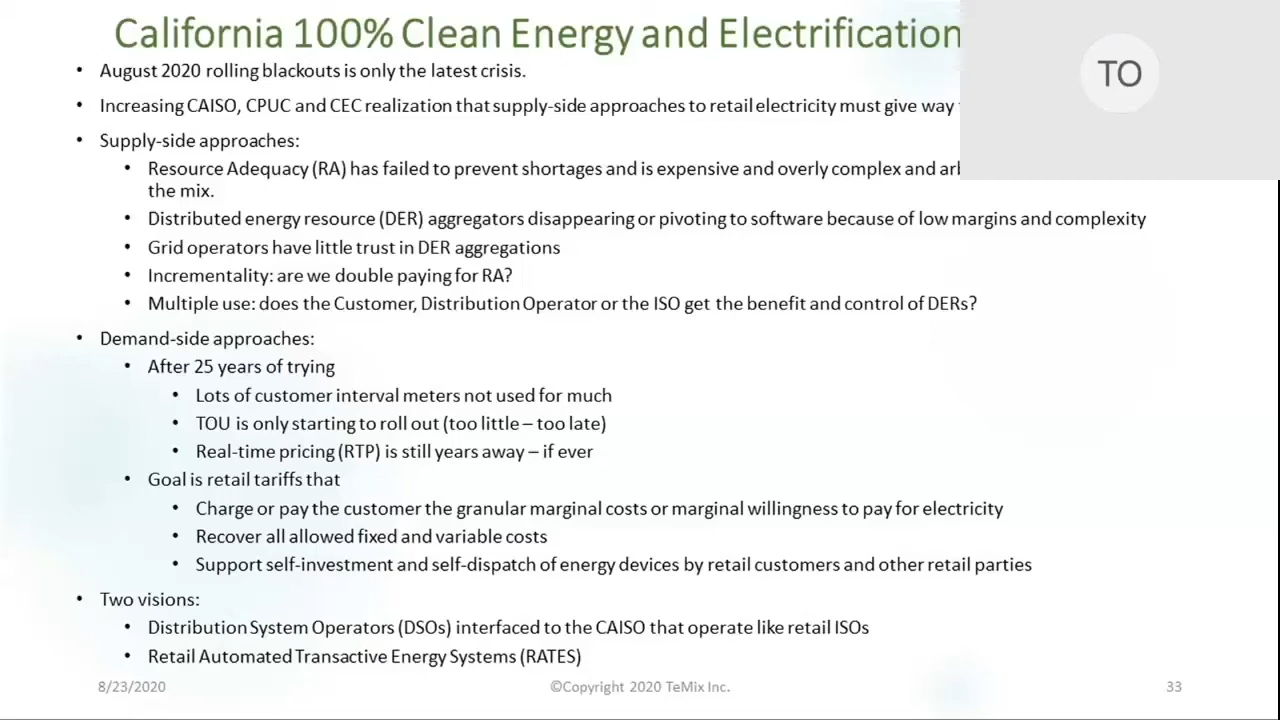 California 100% Clean Energy and Electrification
TO
• August 2020 rolling blackouts is only the latest crisis.
• Increasing CAISO, CPUC and CEC realization that supply-side approaches to retail electricity must give way
• Supply-side approaches:
• Resource Adequacy (RA) has failed to prevent shortages and is expensive and overly complex and
the mix.
• Distributed energy resource (DER) aggregators disappearing or pivoting to software because of low margins and complexity
• Grid operators have little trust in DER aggregations
• Incrementality: are we double paying for RA?
• Multiple use: does the Customer, Distribution Operator or the ISO get the benefit and control of DERs?
• Demand-side approaches:
• After 25 years of trying
• Lots of customer interval meters not used for much
• TOU is only starting to roll out (too little – too late)
• Real-time pricing (RTP) is still years away – if ever
• Goal is retail tariffs that
• Charge or pay the customer the granular marginal costs or marginal willingness to pay for electricity
• Recover all allowed fixed and variable costs
• Support self-investment and self-dispatch of energy devices by retail customers and other retail parties
• Two visions:
• Distribution System Operators (DSOs) interfaced to the CAISO that operate like retail ISOs
• Retail Automated Transactive Energy Systems (RATES)
8/23/2020 ©Copyright 2020 TeMix Inc. 33